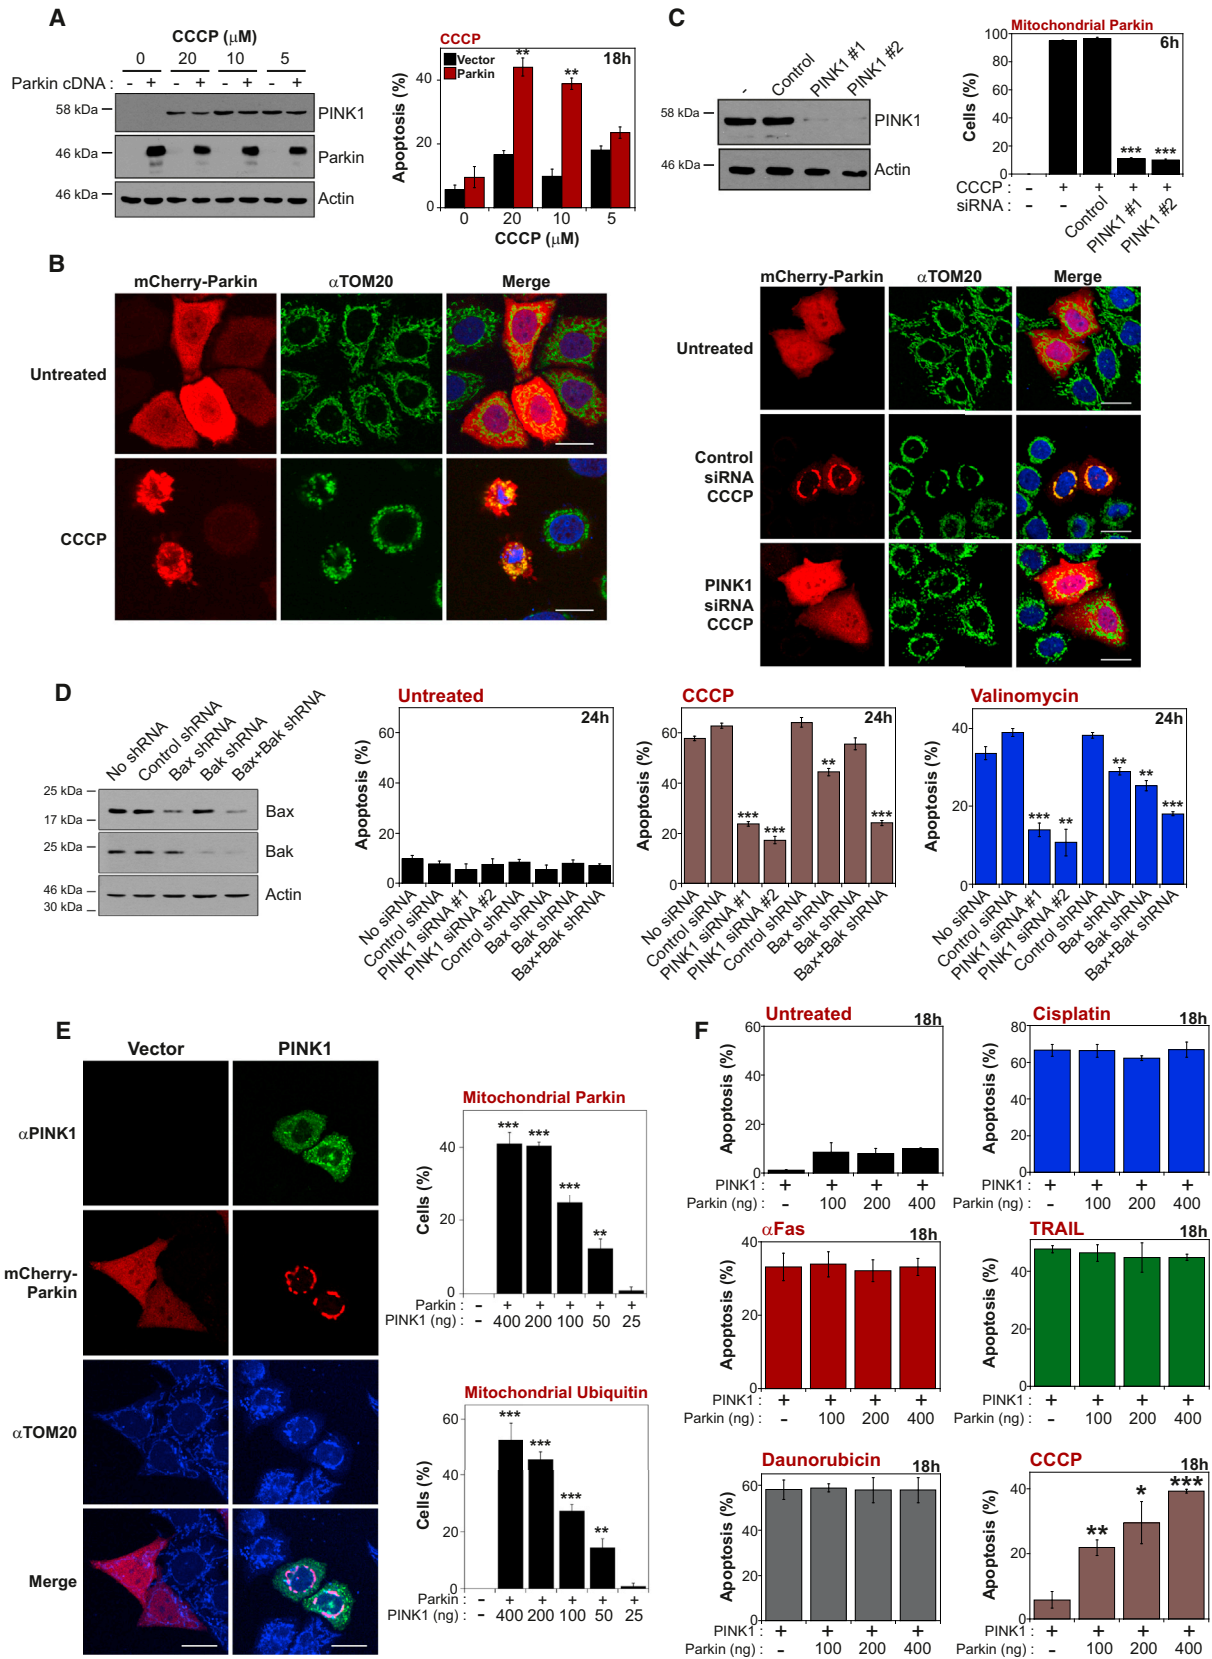 A
CCCP (µM)
0 20 10 5
Parkin cDNA : - + - + - + - +
58 kDa
PINK1
46 kDa
Parkin
46 kDa
Actin
CCCP
18h
Vector
Parkin
** **
Apoptosis (%)
40
20
0
0 20 10 5
CCCP (µM)
C
- Control PINK1 #1 PINK1 #2
58 kDa
PINK1
46 kDa
Actin
Mitochondrial Parkin
6h
Cells (%)
100
80
60
40
20
0
*** ***
CCCP : - + + + +
siRNA : - - Control PINK1 #1 PINK1 #2
B
mCherry-Parkin αTOM20 Merge
Untreated
CCCP
mCherry-Parkin αTOM20 Merge
Untreated
Control
siRNA
CCCP
PINK1
siRNA
CCCP
D
No shRNA Control shRNA Bax shRNA Bak shRNA Bax+Bak shRNA
25 kDa
17 kDa
Bax
25 kDa
Bak
46 kDa
30 kDa
Actin
Untreated
24h
Apoptosis (%)
60
40
20
0
No siRNA Control siRNA PINK1 siRNA #1 PINK1 siRNA #2 Control shRNA Bax shRNA Bak shRNA Bax+Bak shRNA
CCCP
24h
Apoptosis (%)
60
40
20
0
*** *** ** ***
No siRNA Control siRNA PINK1 siRNA #1 PINK1 siRNA #2 Control shRNA Bax shRNA Bak shRNA Bax+Bak shRNA
Valinomycin
24h
Apoptosis (%)
40
20
0
*** ** ** ** ***
No siRNA Control siRNA PINK1 siRNA #1 PINK1 siRNA #2 Control shRNA Bax shRNA Bak shRNA Bax+Bak shRNA
E
Vector PINK1
αPINK1
mCherry-
Parkin
αTOM20
Merge
Mitochondrial Parkin
Cells (%)
40
20
0
*** *** *** **
Parkin : - + + + + +
PINK1 (ng) : - 400 200 100 50 25
Mitochondrial Ubiquitin
Cells (%)
60
40
20
0
*** *** *** **
Parkin : - + + + + +
PINK1 (ng) : - 400 200 100 50 25
F
Untreated
18h
Apoptosis (%)
60
40
20
0
PINK1 : + + + +
Parkin (ng) : - 100 200 400
Cisplatin
18h
Apoptosis (%)
80
60
40
20
0
PINK1 : + + + +
Parkin (ng) : - 100 200 400
αFas
18h
Apoptosis (%)
40
20
0
PINK1 : + + + +
Parkin (ng) : - 100 200 400
TRAIL
18h
Apoptosis (%)
40
20
0
PINK1 : + + + +
Parkin (ng) : - 100 200 400
Daunorubicin
18h
Apoptosis (%)
60
40
20
0
PINK1 : + + + +
Parkin (ng) : - 100 200 400
CCCP
18h
Apoptosis (%)
40
20
0
** * ***
PINK1 : + + + +
Parkin (ng) : - 100 200 400